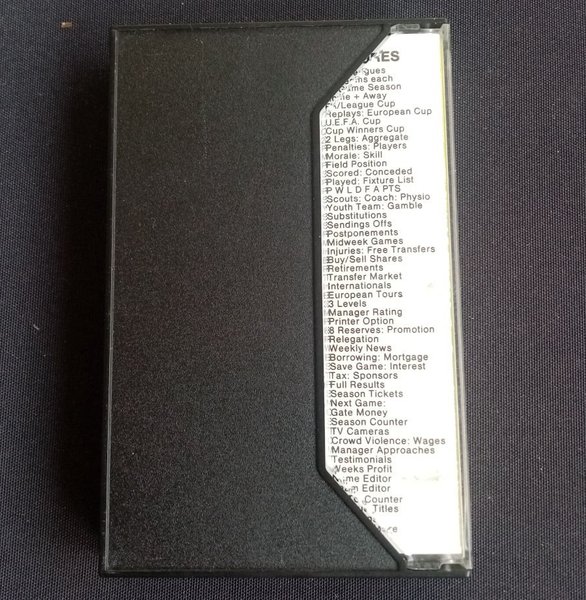 each
Season
+ Away
League Cup
Replays: European Cup
U.E.F.A. Cup
Cup Winners Cup
2 Legs: Aggregate
Penalties: Players
Morale: Skill
Field Position
Scored: Conceded
Played: Fixture List
P W L D F A PTS
Scouts: Coach: Physio
Youth Team: Gamble
Substitutions
Sendings Offs
Postponements
Midweek Games
Injuries: Free Transfers
Buy/Sell Shares
Retirements
Transfer Market
Internationals
European Tours
3 Levels
Manager Rating
Printer Option
8 Reserves: Promotion
Relegation
Weekly News
Borrowing: Mortgage
Save Game: Interest
Tax: Sponsors
Full Results
Season Tickets
Next Game:
Gate Money
Season Counter
TV Cameras
Crowd Violence: Wages
Manager Approaches
Testimonials
Weeks Profit
Editor
Editor
Counter
Titles